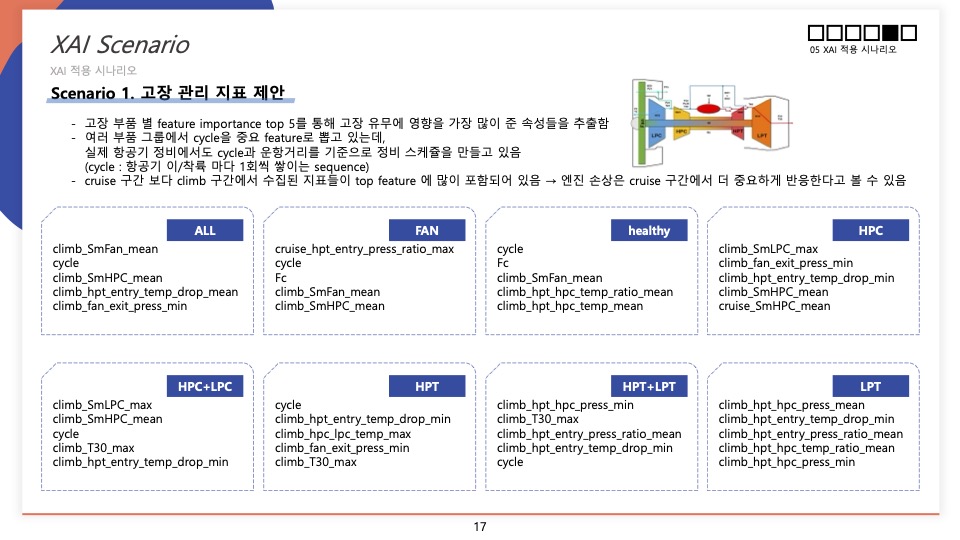 XAI Scenario
05 XAI 적용 시나리오
XAI 적용 시나리오
Scenario 1. 고장 관리 지표 제안
- 고장 부품 별 feature importance top 5를 통해 고장 유무에 영향을 가장 많이 준 속성들을 추출함
- 여러 부품 그룹에서 cycle을 중요 feature로 뽑고 있는데,
실제 항공기 정비에서도 cycle과 운항거리를 기준으로 정비 스케쥴을 만들고 있음
(cycle : 항공기 이/착륙 마다 1회씩 쌓이는 sequence)
- cruise 구간 보다 climb 구간에서 수집된 지표들이 top feature 에 많이 포함되어 있음 → 엔진 손상은 cruise 구간에서 더 중요하게 반응한다고 볼 수 있음
LPC
HPC
HPT
LPT
ALL
climb_SmFan_mean
cycle
climb_SmHPC_mean
climb_hpt_entry_temp_drop_mean
climb_fan_exit_press_min
FAN
cruise_hpt_entry_press_ratio_max
cycle
Fc
climb_SmFan_mean
climb_SmHPC_mean
healthy
cycle
Fc
climb_SmFan_mean
climb_hpt_hpc_temp_ratio_mean
climb_hpt_hpc_temp_mean
HPC
climb_SmLPC_max
climb_fan_exit_press_min
climb_hpt_entry_temp_drop_min
climb_SmHPC_mean
cruise_SmHPC_mean
HPC+LPC
climb_SmLPC_max
climb_SmHPC_mean
cycle
climb_T30_max
climb_hpt_entry_temp_drop_min
HPT
cycle
climb_hpt_entry_temp_drop_min
climb_hpc_lpc_temp_max
climb_fan_exit_press_min
climb_T30_max
HPT+LPT
climb_hpt_hpc_press_min
climb_T30_max
climb_hpt_entry_press_ratio_mean
climb_hpt_entry_temp_drop_min
cycle
LPT
climb_hpt_hpc_press_mean
climb_hpt_entry_temp_drop_min
climb_hpt_entry_press_ratio_mean
climb_hpt_hpc_temp_ratio_mean
climb_hpt_hpc_press_min
17